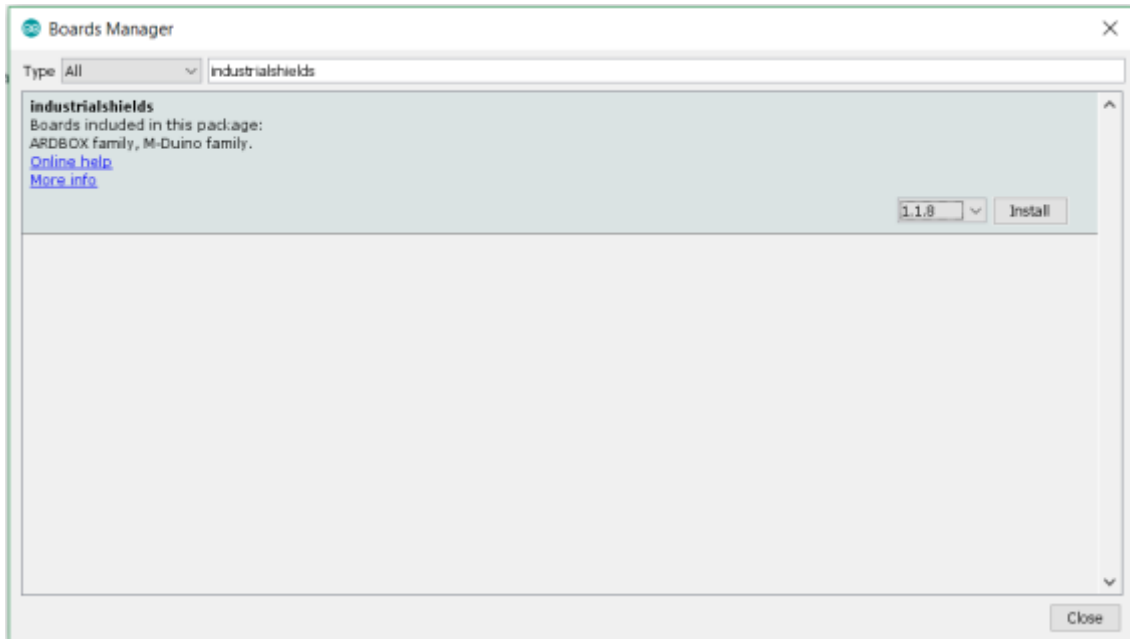 Boards Manager
Type All industrialshields
industrialshields
Boards included in this package:
ARDBOX family, M-Duino family.
Online help
More info
1.1.8 Install
Close